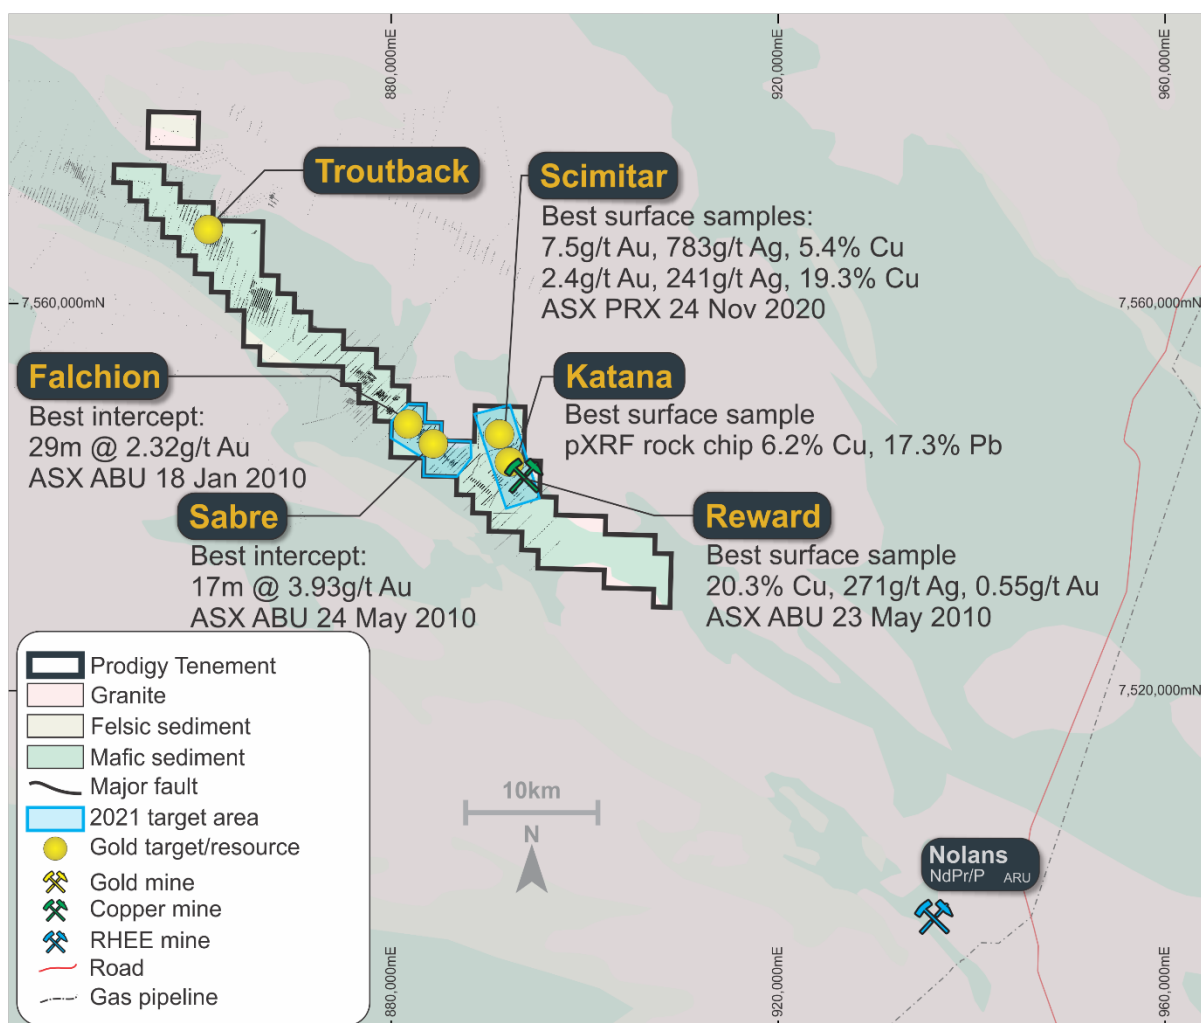 880,000mE
920,000mE
960,000mE
Troutback
Scimitar
Best surface samples:
7.5g/t Au, 783g/t Ag, 5.4% Cu
2.4g/t Au, 241g/t Ag, 19.3% Cu
ASX PRX 24 Nov 2020
7,560,000mN
7,560,000mN
Falchion
Best intercept:
29m @ 2.32g/t Au
ASX ABU 18 Jan 2010
Katana
Best surface sample
pXRF rock chip 6.2% Cu, 17.3% Pb
Sabre
Best intercept:
17m @ 3.93g/t Au
ASX ABU 24 May 2010
Reward
Best surface sample
20.3% Cu, 271g/t Ag, 0.55g/t Au
ASX ABU 23 May 2010
Prodigy Tenement
Granite
Felsic sediment
Mafic sediment
Major fault
2021 target area
Gold target/resource
Gold mine
Copper mine
RHEE mine
Road
Gas pipeline
7,520,000mN
10km
N
Nolans
NdPr/P ARU
880,000mE
920,000mE
960,000mE